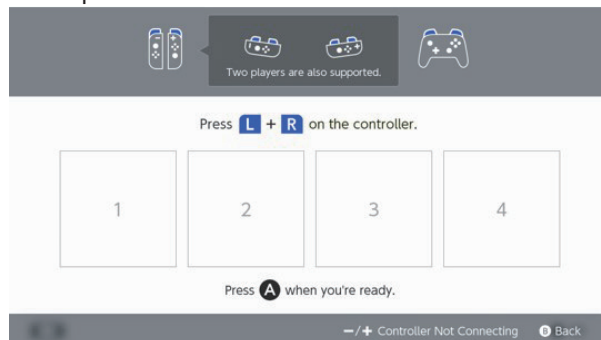 Two players are also supported.
Press L + R on the controller.
1 2 3 4
Press A when you're ready.
−/+ Controller Not Connecting B Back